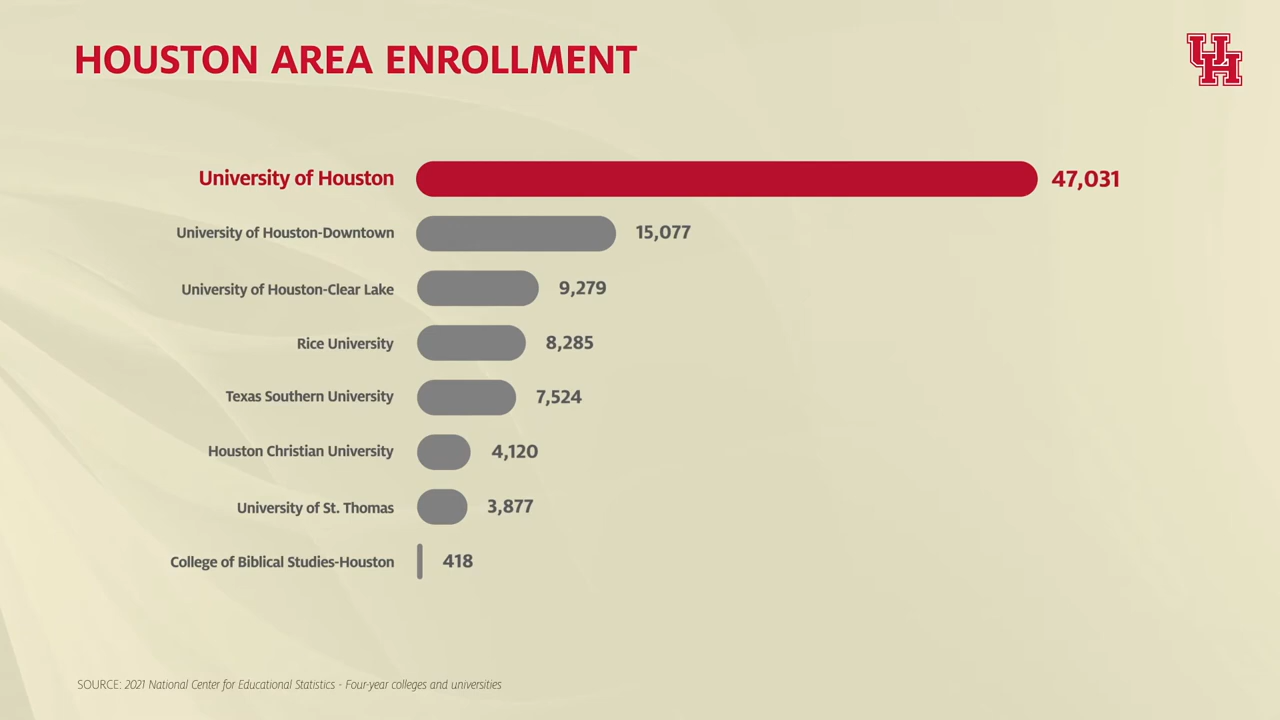 HOUSTON AREA ENROLLMENT
UH
University of Houston 47,031
University of Houston-Downtown 15,077
University of Houston-Clear Lake 9,279
Rice University 8,285
Texas Southern University 7,524
Houston Christian University 4,120
University of St. Thomas 3,877
College of Biblical Studies-Houston 418
SOURCE: 2021 National Center for Educational Statistics - Four-year colleges and universities